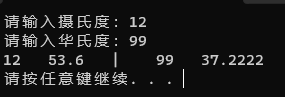 请输入摄氏度: 12
请输入华氏度: 99
12 53.6 | 99 37.2222
请按任意键继续. . .